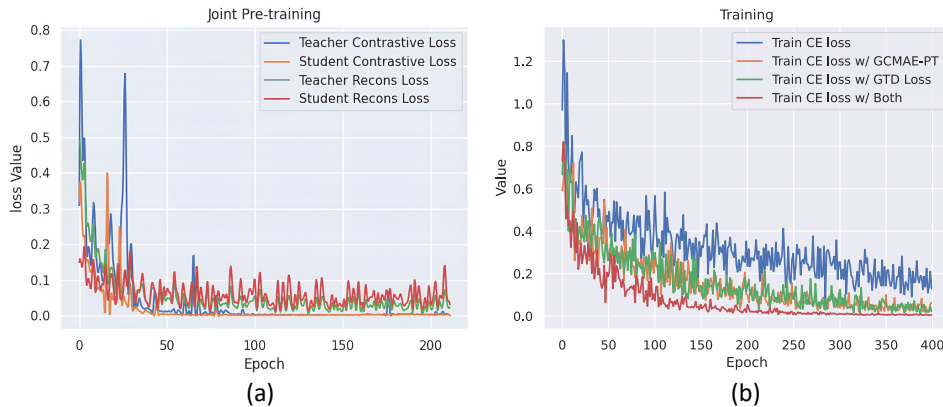 Joint Pre-training
loss Value
0.8
0.7
0.6
0.5
0.4
0.3
0.2
0.1
0.0
Teacher Contrastive Loss
Student Contrastive Loss
Teacher Recons Loss
Student Recons Loss
0
50
100
150
200
Epoch
(a)
Training
Value
1.2
1.0
0.8
0.6
0.4
0.2
0.0
Train CE loss
Train CE loss w/ GCMAE-PT
Train CE loss w/ GTD Loss
Train CE loss w/ Both
0
50
100
150
200
250
300
350
400
Epoch
(b)